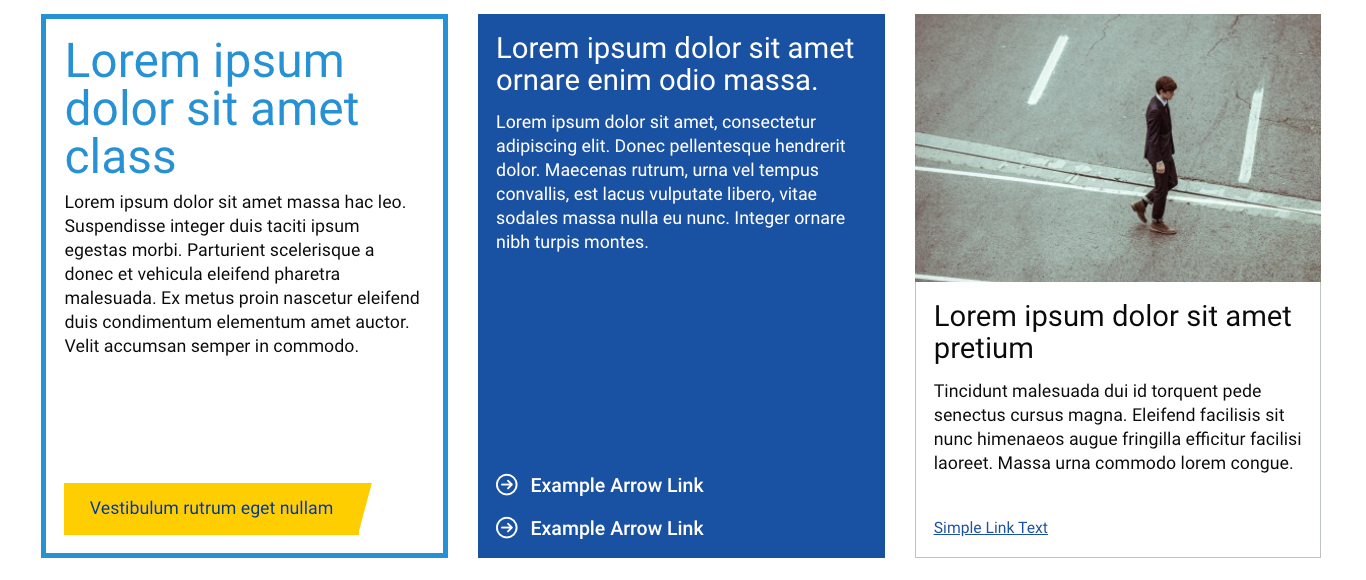 Lorem ipsum
dolor sit amet
class
Lorem ipsum dolor sit amet massa hac leo.
Suspendisse integer duis taciti ipsum
egestas morbi. Parturient scelerisque a
donec et vehicula eleifend pharetra
malesuada. Ex metus proin nascetur eleifend
duis condimentum elementum amet auctor.
Velit accumsan semper in commodo.
Vestibulum rutrum eget nullam
Lorem ipsum dolor sit amet
ornare enim odio massa.
Lorem ipsum dolor sit amet, consectetur
adipiscing elit. Donec pellentesque hendrerit
dolor. Maecenas rutrum, urna vel tempus
convallis, est lacus vulputate libero, vitae
sodales massa nulla eu nunc. Integer ornare
nibh turpis montes.
Example Arrow Link
Example Arrow Link
Lorem ipsum dolor sit amet
pretium
Tincidunt malesuada dui id torquent pede
senectus cursus magna. Eleifend facilisis sit
nunc himenaeos augue fringilla efficitur facilisi
laoreet. Massa urna commodo lorem congue.
Simple Link Text